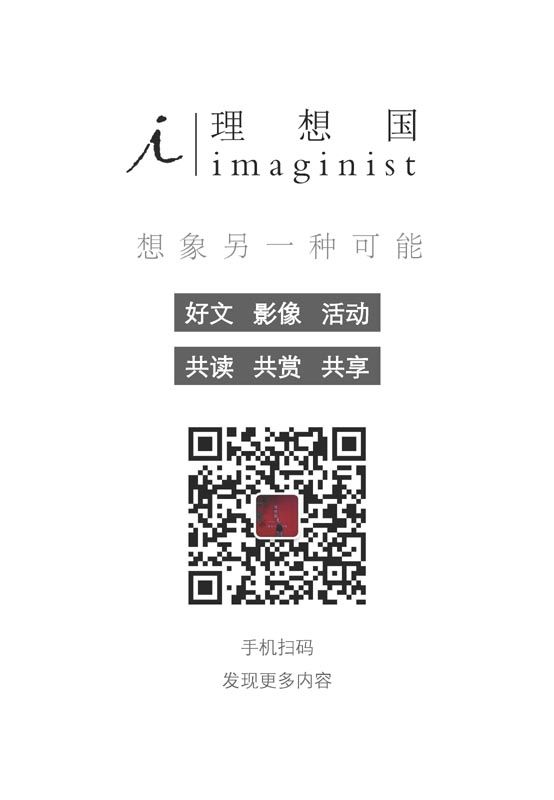 i
理想国
imaginist
想象另一种可能
好文 影像 活动
共读 共赏 共享
手机扫码
发现更多内容